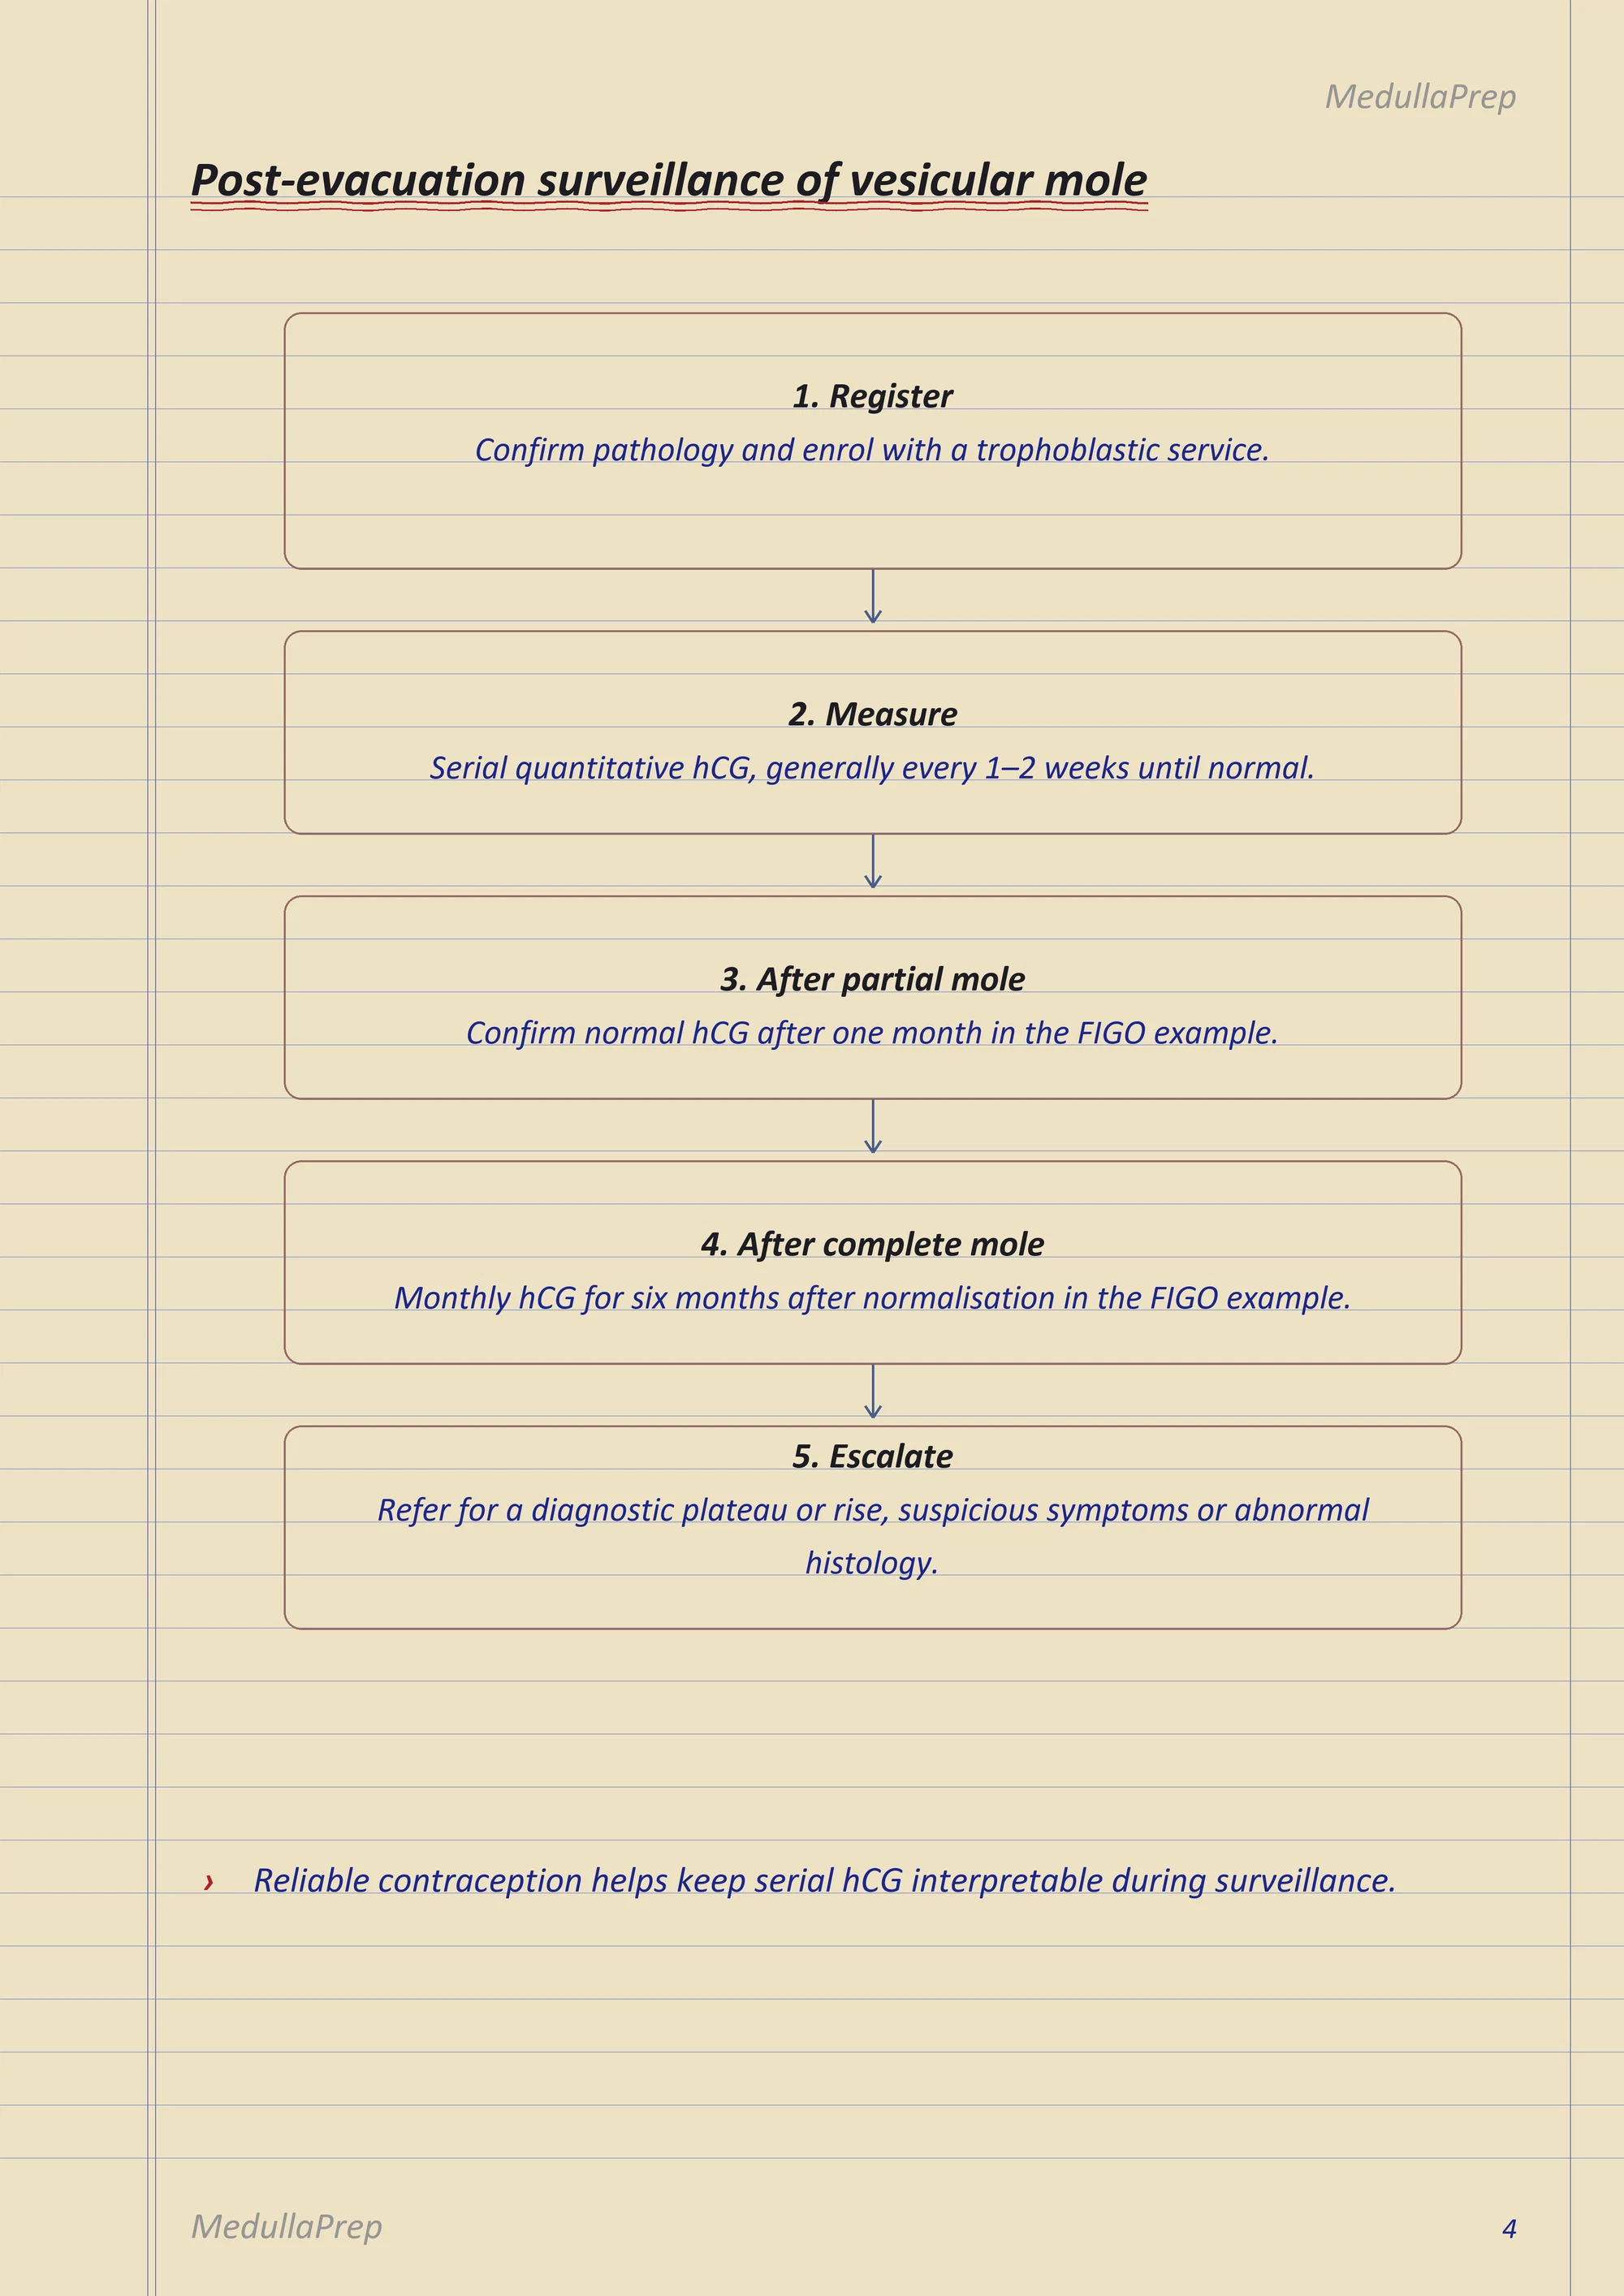 MedullaPrep
Post-evacuation surveillance of vesicular mole
1. Register
Confirm pathology and enrol with a trophoblastic service.
2. Measure
Serial quantitative hCG, generally every 1–2 weeks until normal.
3. After partial mole
Confirm normal hCG after one month in the FIGO example.
4. After complete mole
Monthly hCG for six months after normalisation in the FIGO example.
5. Escalate
Refer for a diagnostic plateau or rise, suspicious symptoms or abnormal
histology.
› Reliable contraception helps keep serial hCG interpretable during surveillance.
MedullaPrep
4